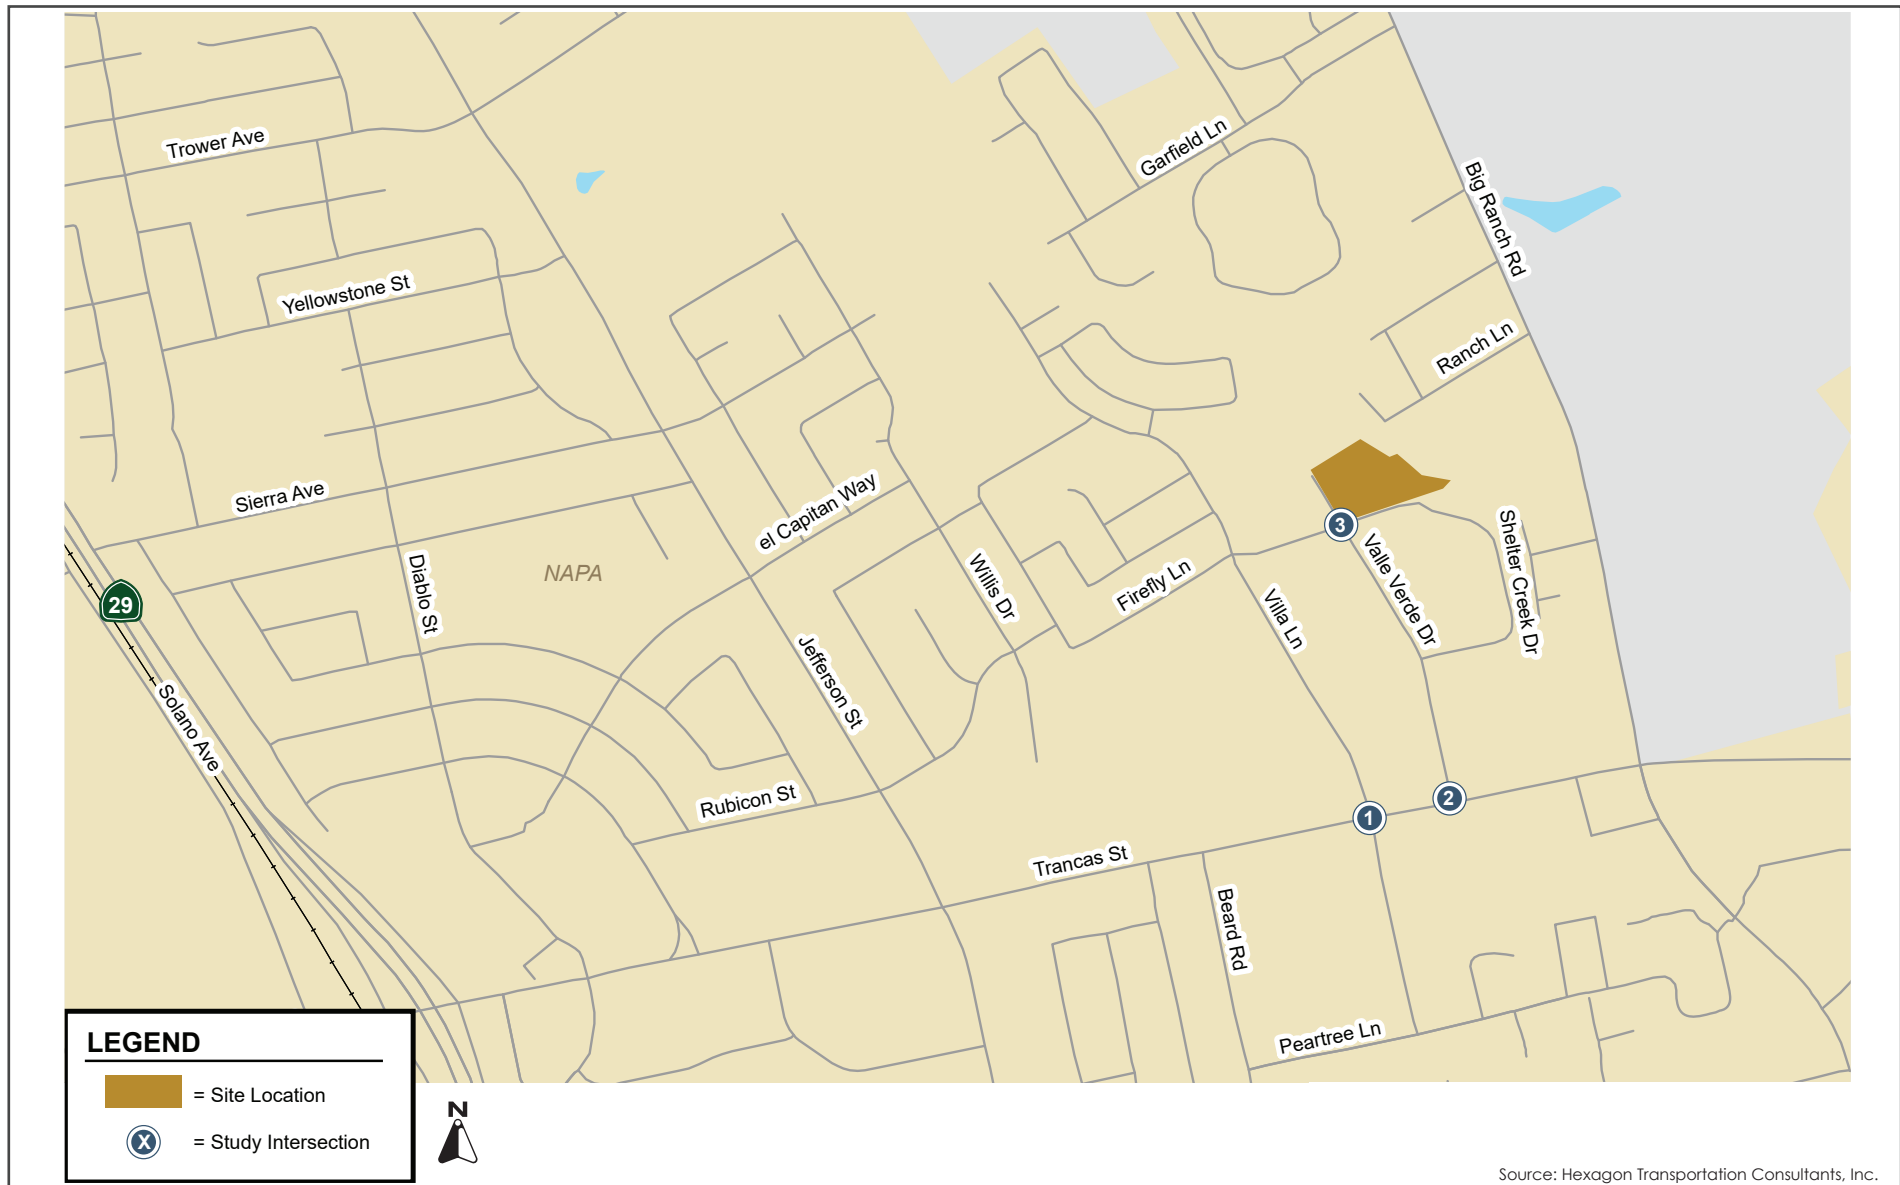 Trower Ave
Garfield Ln
Big Ranch Rd
Yellowstone St
Ranch Ln
Sierra Ave
el Capitan Way
Diablo St
NAPA
Willis Dr
Firefly Ln
3
Valle Verde Dr
Shelter Creek Dr
Villa Ln
29
Solano Ave
Jefferson St
Rubicon St
2
1
Trancas St
Beard Rd
Peartree Ln
LEGEND
= Site Location
X = Study Intersection
N
Source: Hexagon Transportation Consultants, Inc.